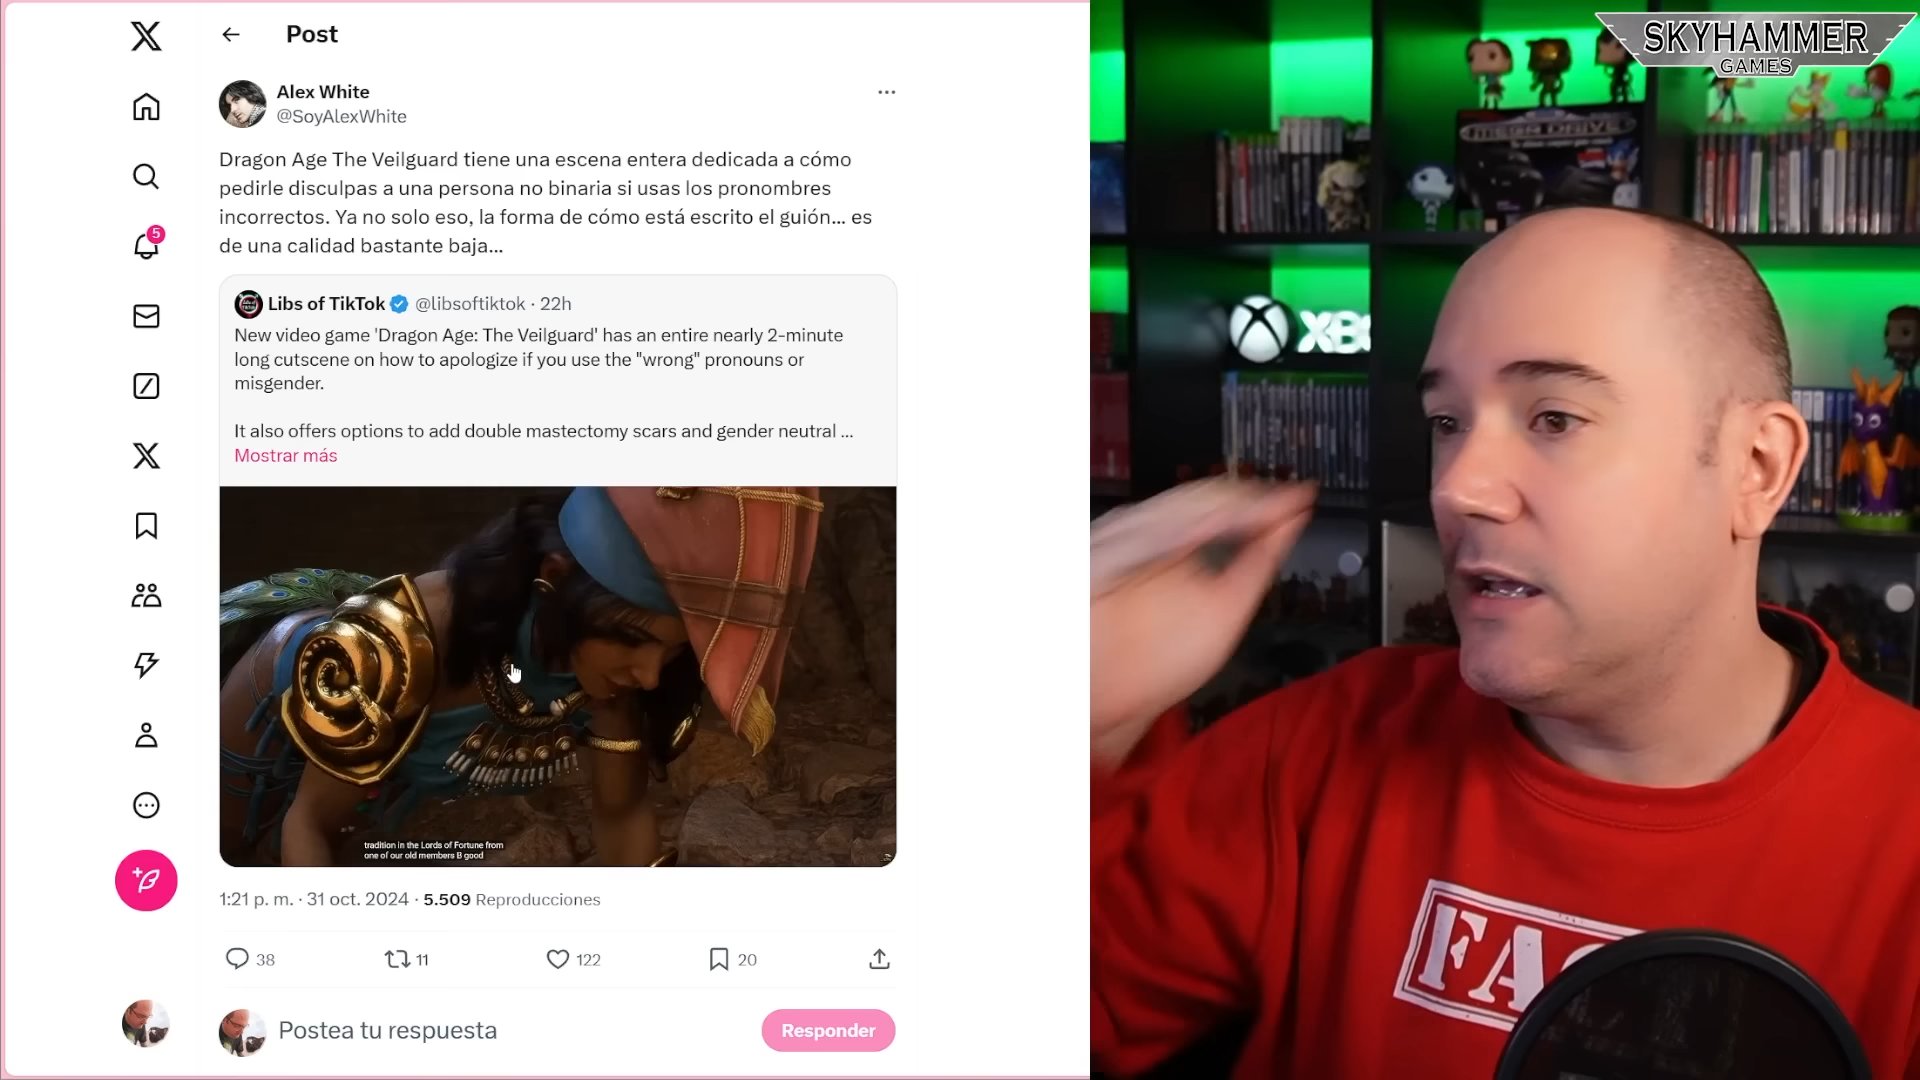 Post
Alex White
@SoyAlexWhite
Dragon Age The Veilguard tiene una escena entera dedicada a cómo
pedirle disculpas a una persona no binaria si usas los pronombres
incorrectos. Ya no solo eso, la forma de cómo está escrito el guión... es
de una calidad bastante baja...
Libs of TikTok @libsoftiktok · 22h
New video game 'Dragon Age: The Veilguard' has an entire nearly 2-minute
long cutscene on how to apologize if you use the "wrong" pronouns or
misgender.
It also offers options to add double mastectomy scars and gender neutral ...
Mostrar más
tradition in the Lords of Fortune from
one of our old members B good
1:21 p. m. · 31 oct. 2024 · 5.509 Reproducciones
38 11 122 20
Postea tu respuesta
Responder
5
SKYHAMMER
GAMES
MEGA DRIVE
XBO
FA